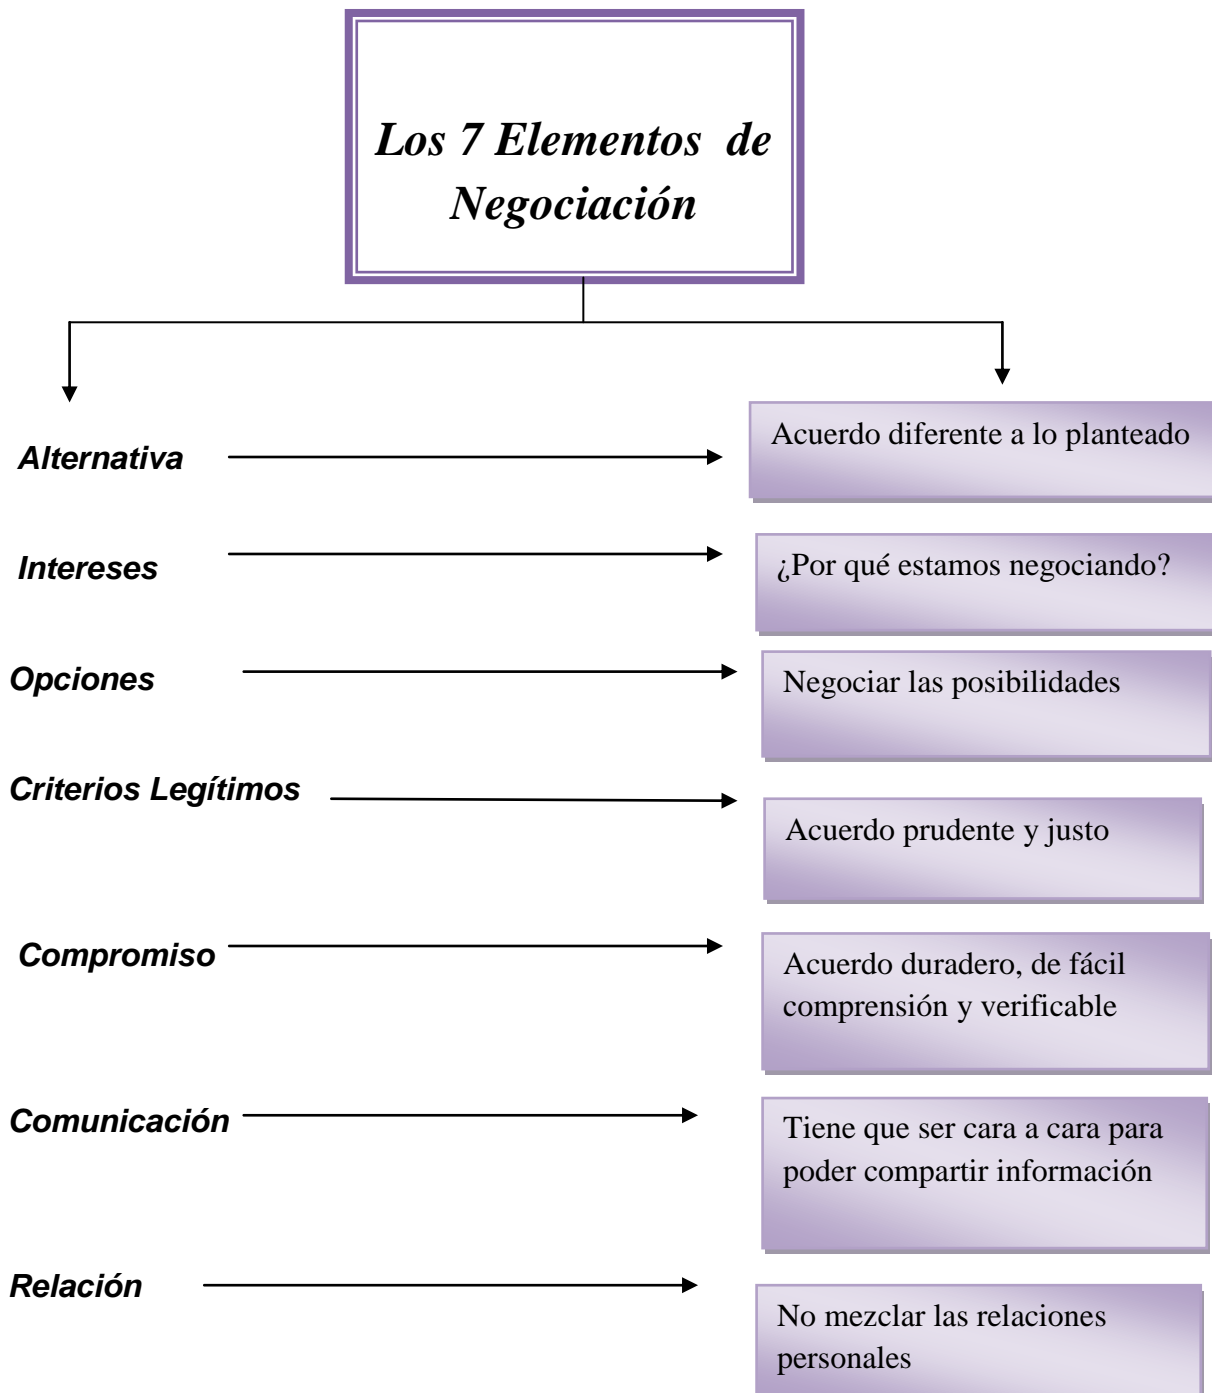 Los 7 Elementos de
Negociación
Alternativa
Acuerdo diferente a lo planteado
Intereses
¿Por qué estamos negociando?
Opciones
Negociar las posibilidades
Criterios Legítimos
Acuerdo prudente y justo
Compromiso
Acuerdo duradero, de fácil
comprensión y verificable
Comunicación
Tiene que ser cara a cara para
poder compartir información
Relación
No mezclar las relaciones
personales